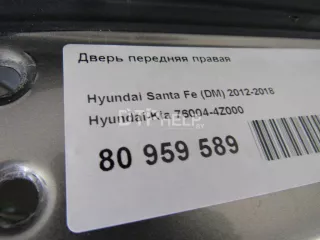 Дверь передняя правая
Hyundai Santa Fe (DM) 2012-2018
Hyundai-Kia 76004-4Z000
80 959 589